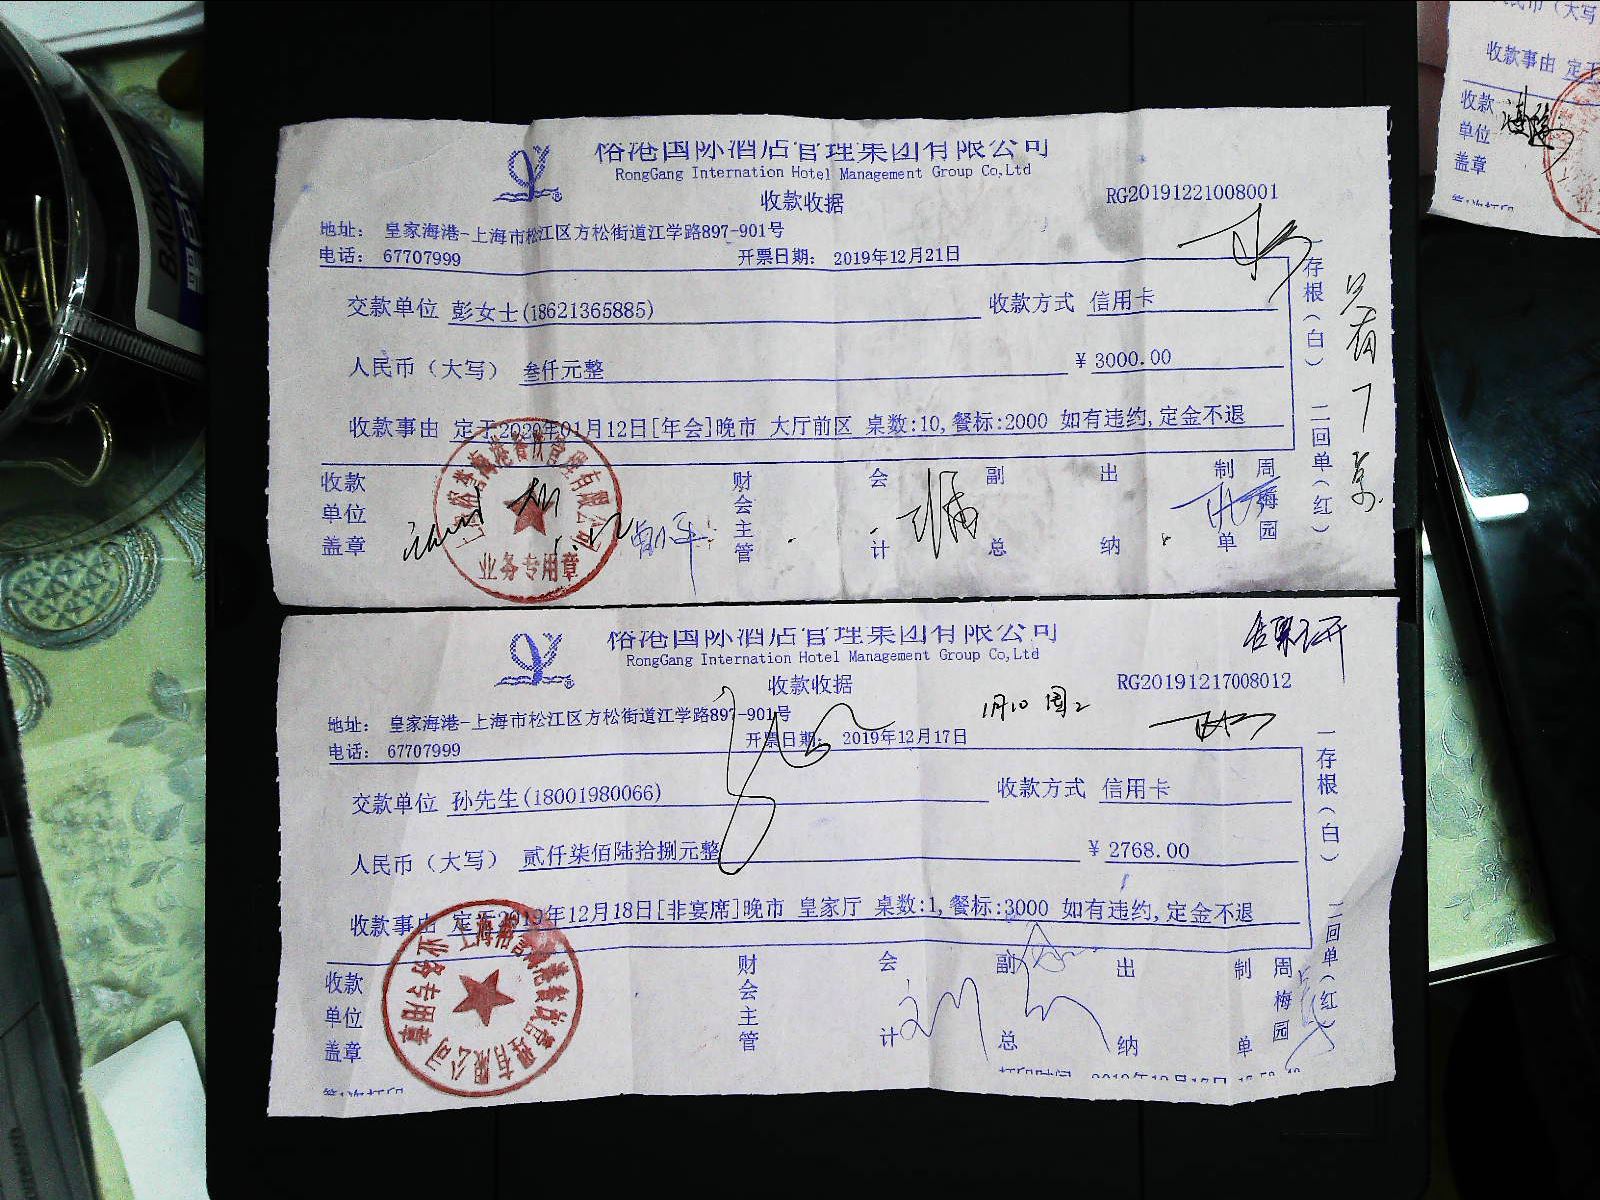 俗港国际酒店管理集团有限公司
RongGang Internation Hotel Management Group Co,Ltd
收款收据
RG20191221008001
地址： 皇家海港-上海市松江区方松街道江学路897-901号
电话： 67707999 开票日期： 2019年12月21日
交款单位 彭女士(18621365885) 收款方式 信用卡
人民币（大写） 叁仟元整 ￥3000.00
收款事由 定于2020年01月12日[年会]晚市 大厅前区 桌数:10,餐标:2000 如有违约,定金不退
收款单位盖章 财会主管 会计 副总 出纳 制单 周梅园
一存根（白） 二回单（红）
业务专用章
俗港国际酒店管理集团有限公司
RongGang Internation Hotel Management Group Co,Ltd
收款收据
RG20191217008012
1月10 周2
地址： 皇家海港-上海市松江区方松街道江学路897-901号
电话： 67707999 开票日期： 2019年12月17日
交款单位 孙先生(18001980066) 收款方式 信用卡
人民币（大写） 贰仟柒佰陆拾捌元整 ￥2768.00
收款事由 定于2019年12月18日[非宴席]晚市 皇家厅 桌数:1,餐标:3000 如有违约,定金不退
收款单位盖章 财会主管 会计 副总 出纳 制单 周梅园
一存根（白） 二回单（红）
业务专用章
收款事由 定于
收款单位盖章